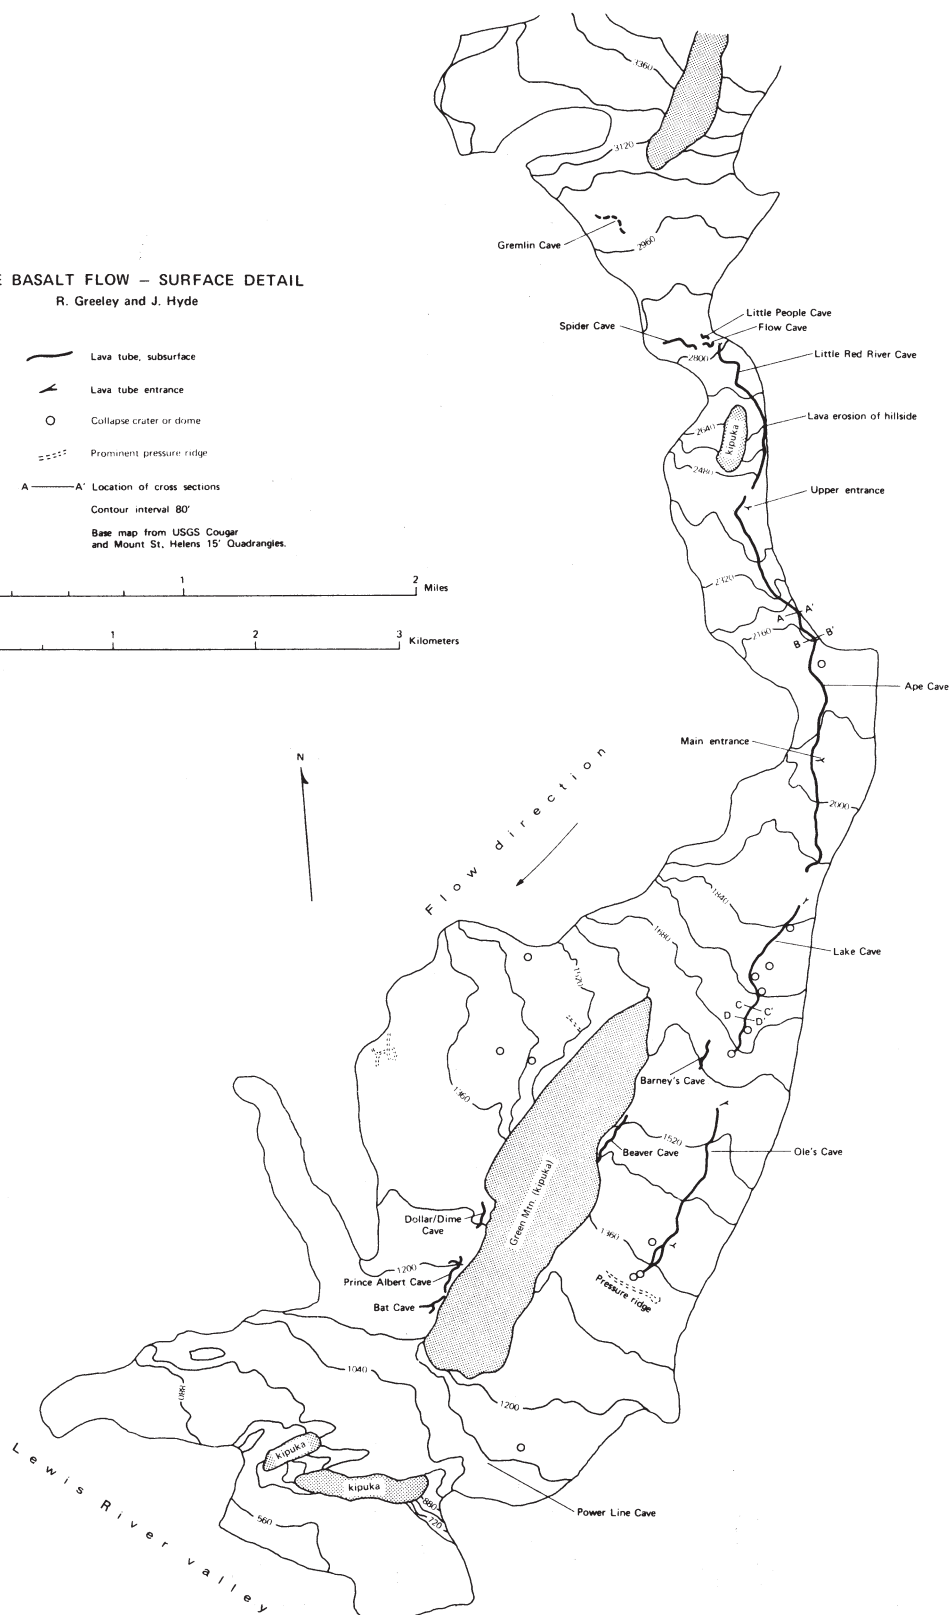 E BASALT FLOW – SURFACE DETAIL
R. Greeley and J. Hyde
Lava tube, subsurface
Lava tube entrance
Collapse crater or dome
Prominent pressure ridge
A A' Location of cross sections
Contour interval 80'
Base map from USGS Cougar
and Mount St. Helens 15' Quadrangles.
1 2 Miles
1 2 3 Kilometers
N
Flow direction
3360
3120
Gremlin Cave
2960
Little People Cave
Spider Cave
Flow Cave
2800
Little Red River Cave
Lava erosion of hillside
2640
kipuka
2480
Upper entrance
2320
A A'
2160
B B'
Ape Cave
Main entrance
2000
1840
1680
Lake Cave
1520
C C'
D D'
Barney's Cave
1360
1520
Beaver Cave
Ole's Cave
Green Mtn. (kipuka)
Dollar/Dime
Cave
1360
1200
Prince Albert Cave
Pressure ridge
Bat Cave
1040
880
1200
kipuka
kipuka
880
720
560
Power Line Cave
Lewis River valley